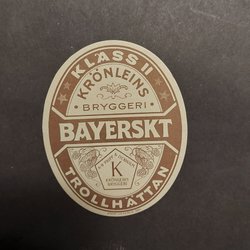 KLASS II
KRÖNLEINS
BRYGGERI
BAYERSKT
K
TROLLHÄTTAN